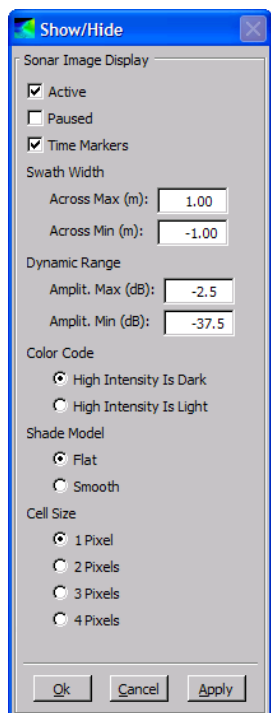 Show/Hide
Sonar Image Display
Active
Paused
Time Markers
Swath Width
Across Max (m): 1.00
Across Min (m): -1.00
Dynamic Range
Amplit. Max (dB): -2.5
Amplit. Min (dB): -37.5
Color Code
High Intensity Is Dark
High Intensity Is Light
Shade Model
Flat
Smooth
Cell Size
1 Pixel
2 Pixels
3 Pixels
4 Pixels
Ok Cancel Apply